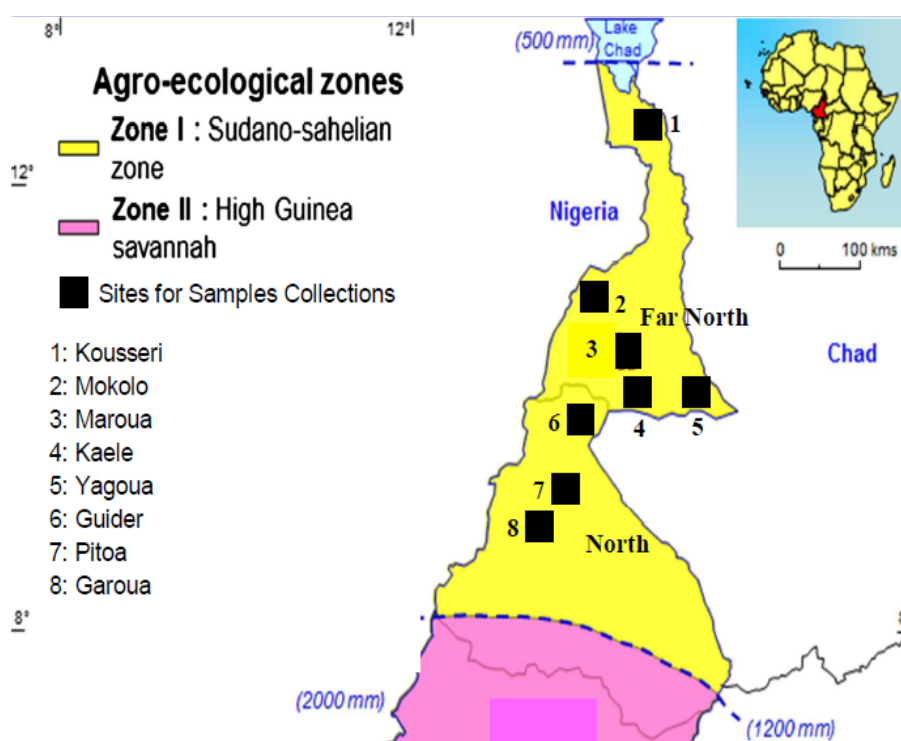 8°
12°
(500 mm)
Lake
Chad
Agro-ecological zones
Zone I : Sudano-sahelian
zone
Zone II : High Guinea
savannah
Sites for Samples Collections
1: Kousseri
2: Mokolo
3: Maroua
4: Kaele
5: Yagoua
6: Guider
7: Pitoa
8: Garoua
12°
8°
1
Nigeria
0 100 kms
2
Far North
3
Chad
4
5
6
7
8
North
8
(2000 mm)
(1200 mm)